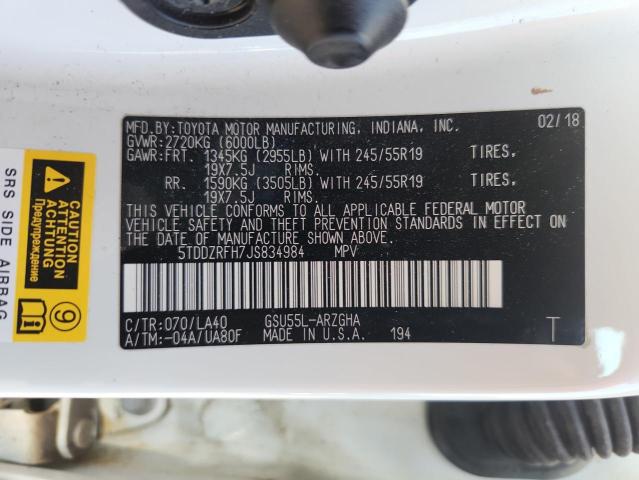 MFD.BY:TOYOTA MOTOR MANUFACTURING, INDIANA, INC. 02/18
GVWR:2720KG (6000LB)
GAWR:FRT. 1345KG (2955LB) WITH 245/55R19 TIRES,
19X7.5J RIMS.
RR. 1590KG (3505LB) WITH 245/55R19 TIRES,
19X7.5J RIMS.
THIS VEHICLE CONFORMS TO ALL APPLICABLE FEDERAL MOTOR
VEHICLE SAFETY AND THEFT PREVENTION STANDARDS IN EFFECT ON
THE DATE OF MANUFACTURE SHOWN ABOVE.
5TDDZRFH7JS834984 MPV
C/TR:070/LA40 GSU55L-ARZGHA
A/TM:-04A/UA80F MADE IN U.S.A. 194 T
CAUTION
ATTENTION
Предупреждение
9
SRS SIDE AIRBAG